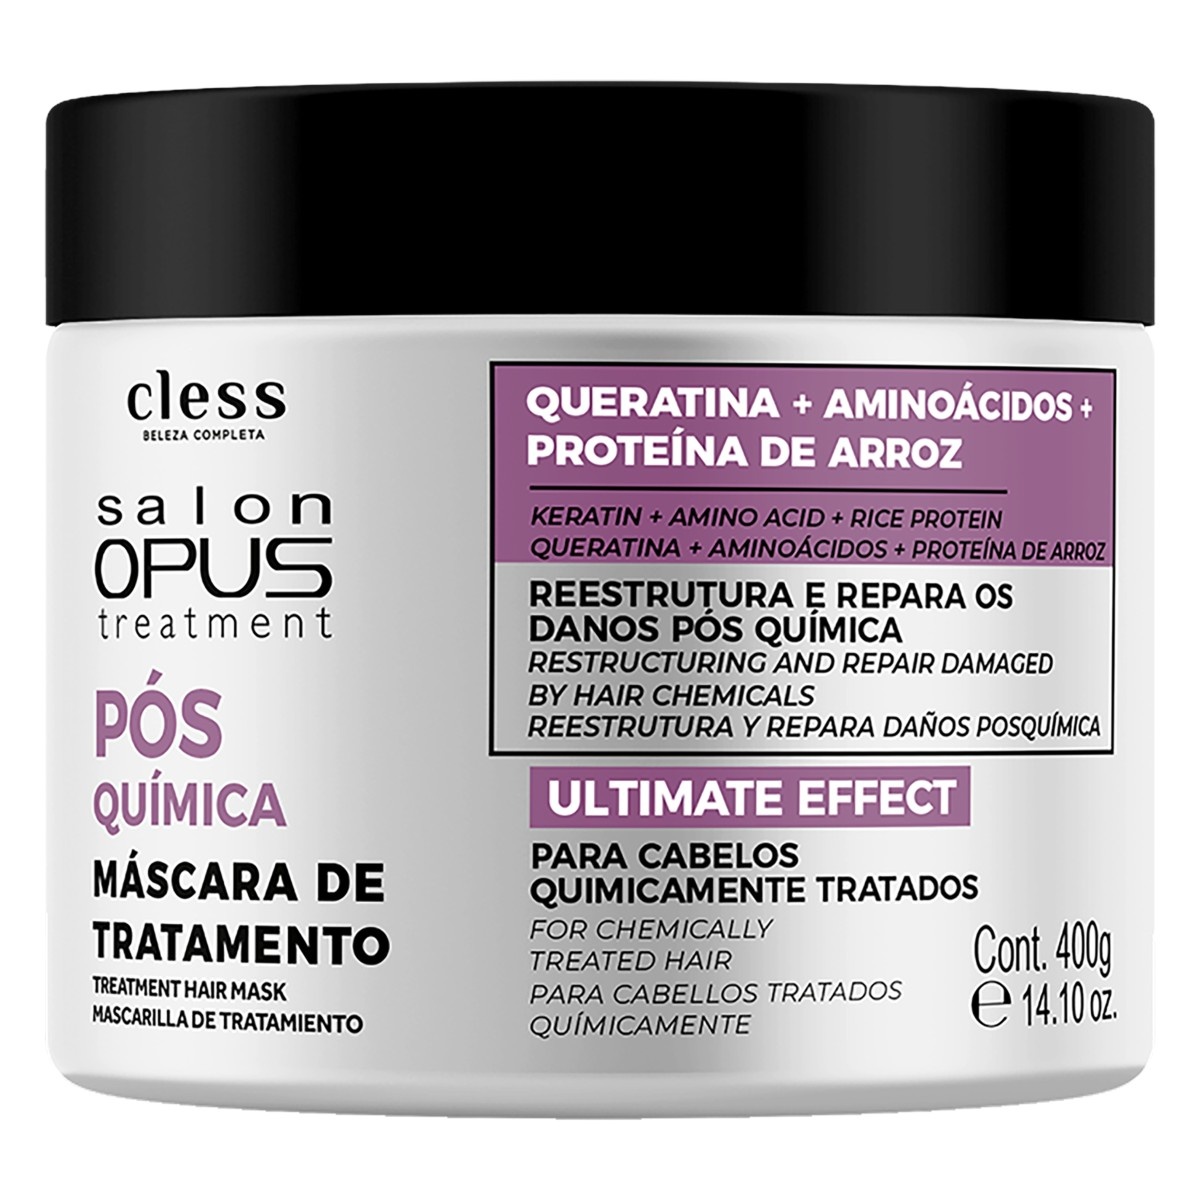 cless
BELEZA COMPLETA
salon
OPUS
treatment
PÓS
QUÍMICA
MÁSCARA DE
TRATAMENTO
TREATMENT HAIR MASK
MASCARILLA DE TRATAMIENTO
QUERATINA + AMINOÁCIDOS +
PROTEÍNA DE ARROZ
KERATIN + AMINO ACID + RICE PROTEIN
QUERATINA + AMINOÁCIDOS + PROTEÍNA DE ARROZ
REESTRUTURA E REPARA OS
DANOS PÓS QUÍMICA
RESTRUCTURING AND REPAIR DAMAGED
BY HAIR CHEMICALS
REESTRUTURA Y REPARA DAÑOS POSQUÍMICA
ULTIMATE EFFECT
PARA CABELOS
QUIMICAMENTE TRATADOS
FOR CHEMICALLY
TREATED HAIR
PARA CABELLOS TRATADOS
QUÍMICAMENTE
Cont. 400g
℮ 14.10 oz.